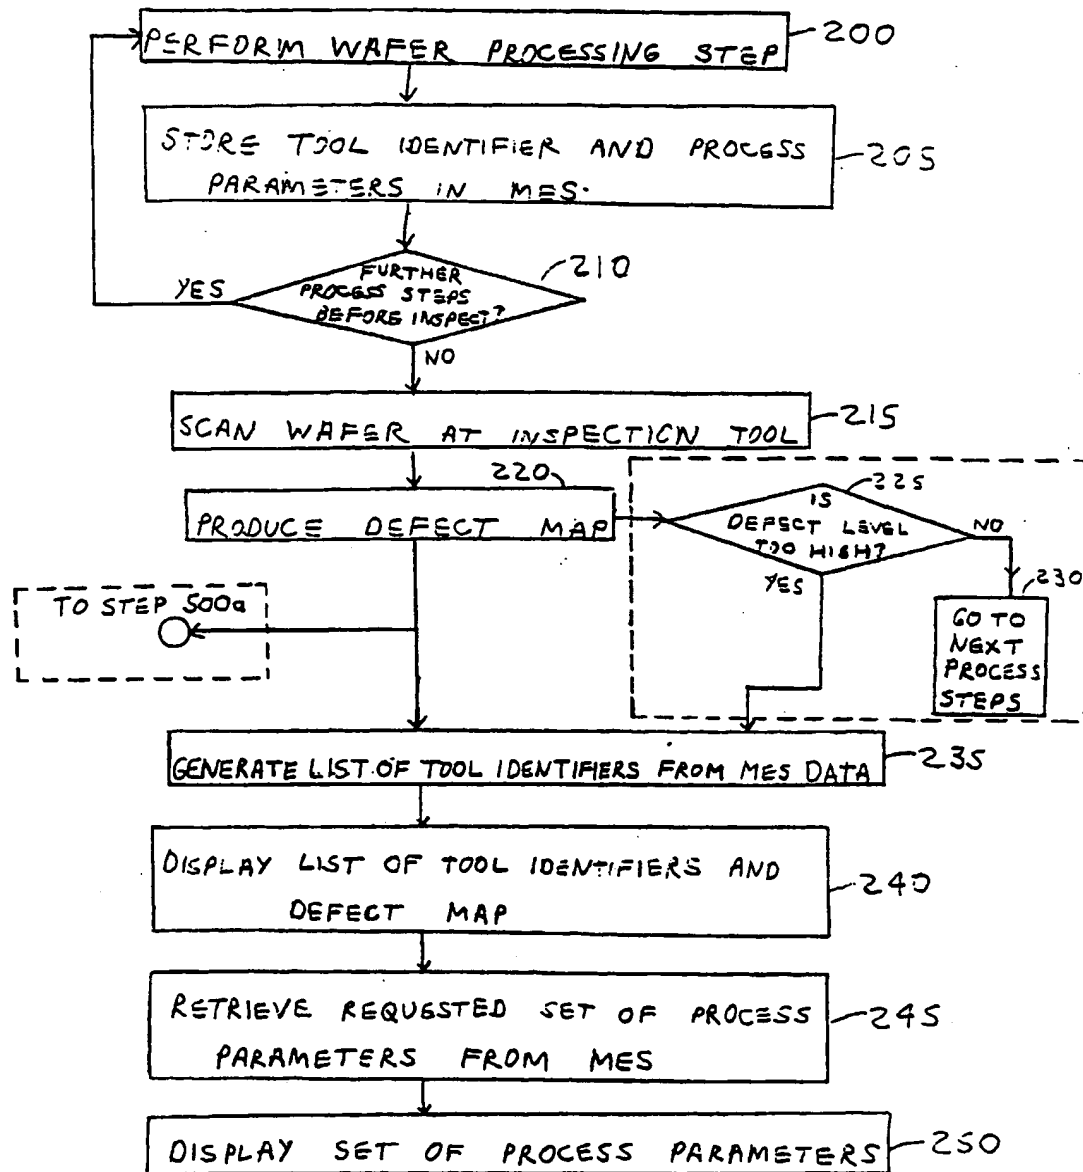 PERFORM WAFER PROCESSING STEP
200
STORE TOOL IDENTIFIER AND PROCESS
PARAMETERS IN MES.
205
FURTHER
PROCESS STEPS
BEFORE INSPECT?
210
YES
NO
SCAN WAFER AT INSPECTION TOOL
215
PRODUCE DEFECT MAP
220
IS
DEFECT LEVEL
TOO HIGH?
225
NO
YES
230
GO TO
NEXT
PROCESS
STEPS
TO STEP 500a
GENERATE LIST OF TOOL IDENTIFIERS FROM MES DATA
235
DISPLAY LIST OF TOOL IDENTIFIERS AND
DEFECT MAP
240
RETRIEVE REQUESTED SET OF PROCESS
PARAMETERS FROM MES
245
DISPLAY SET OF PROCESS PARAMETERS
250